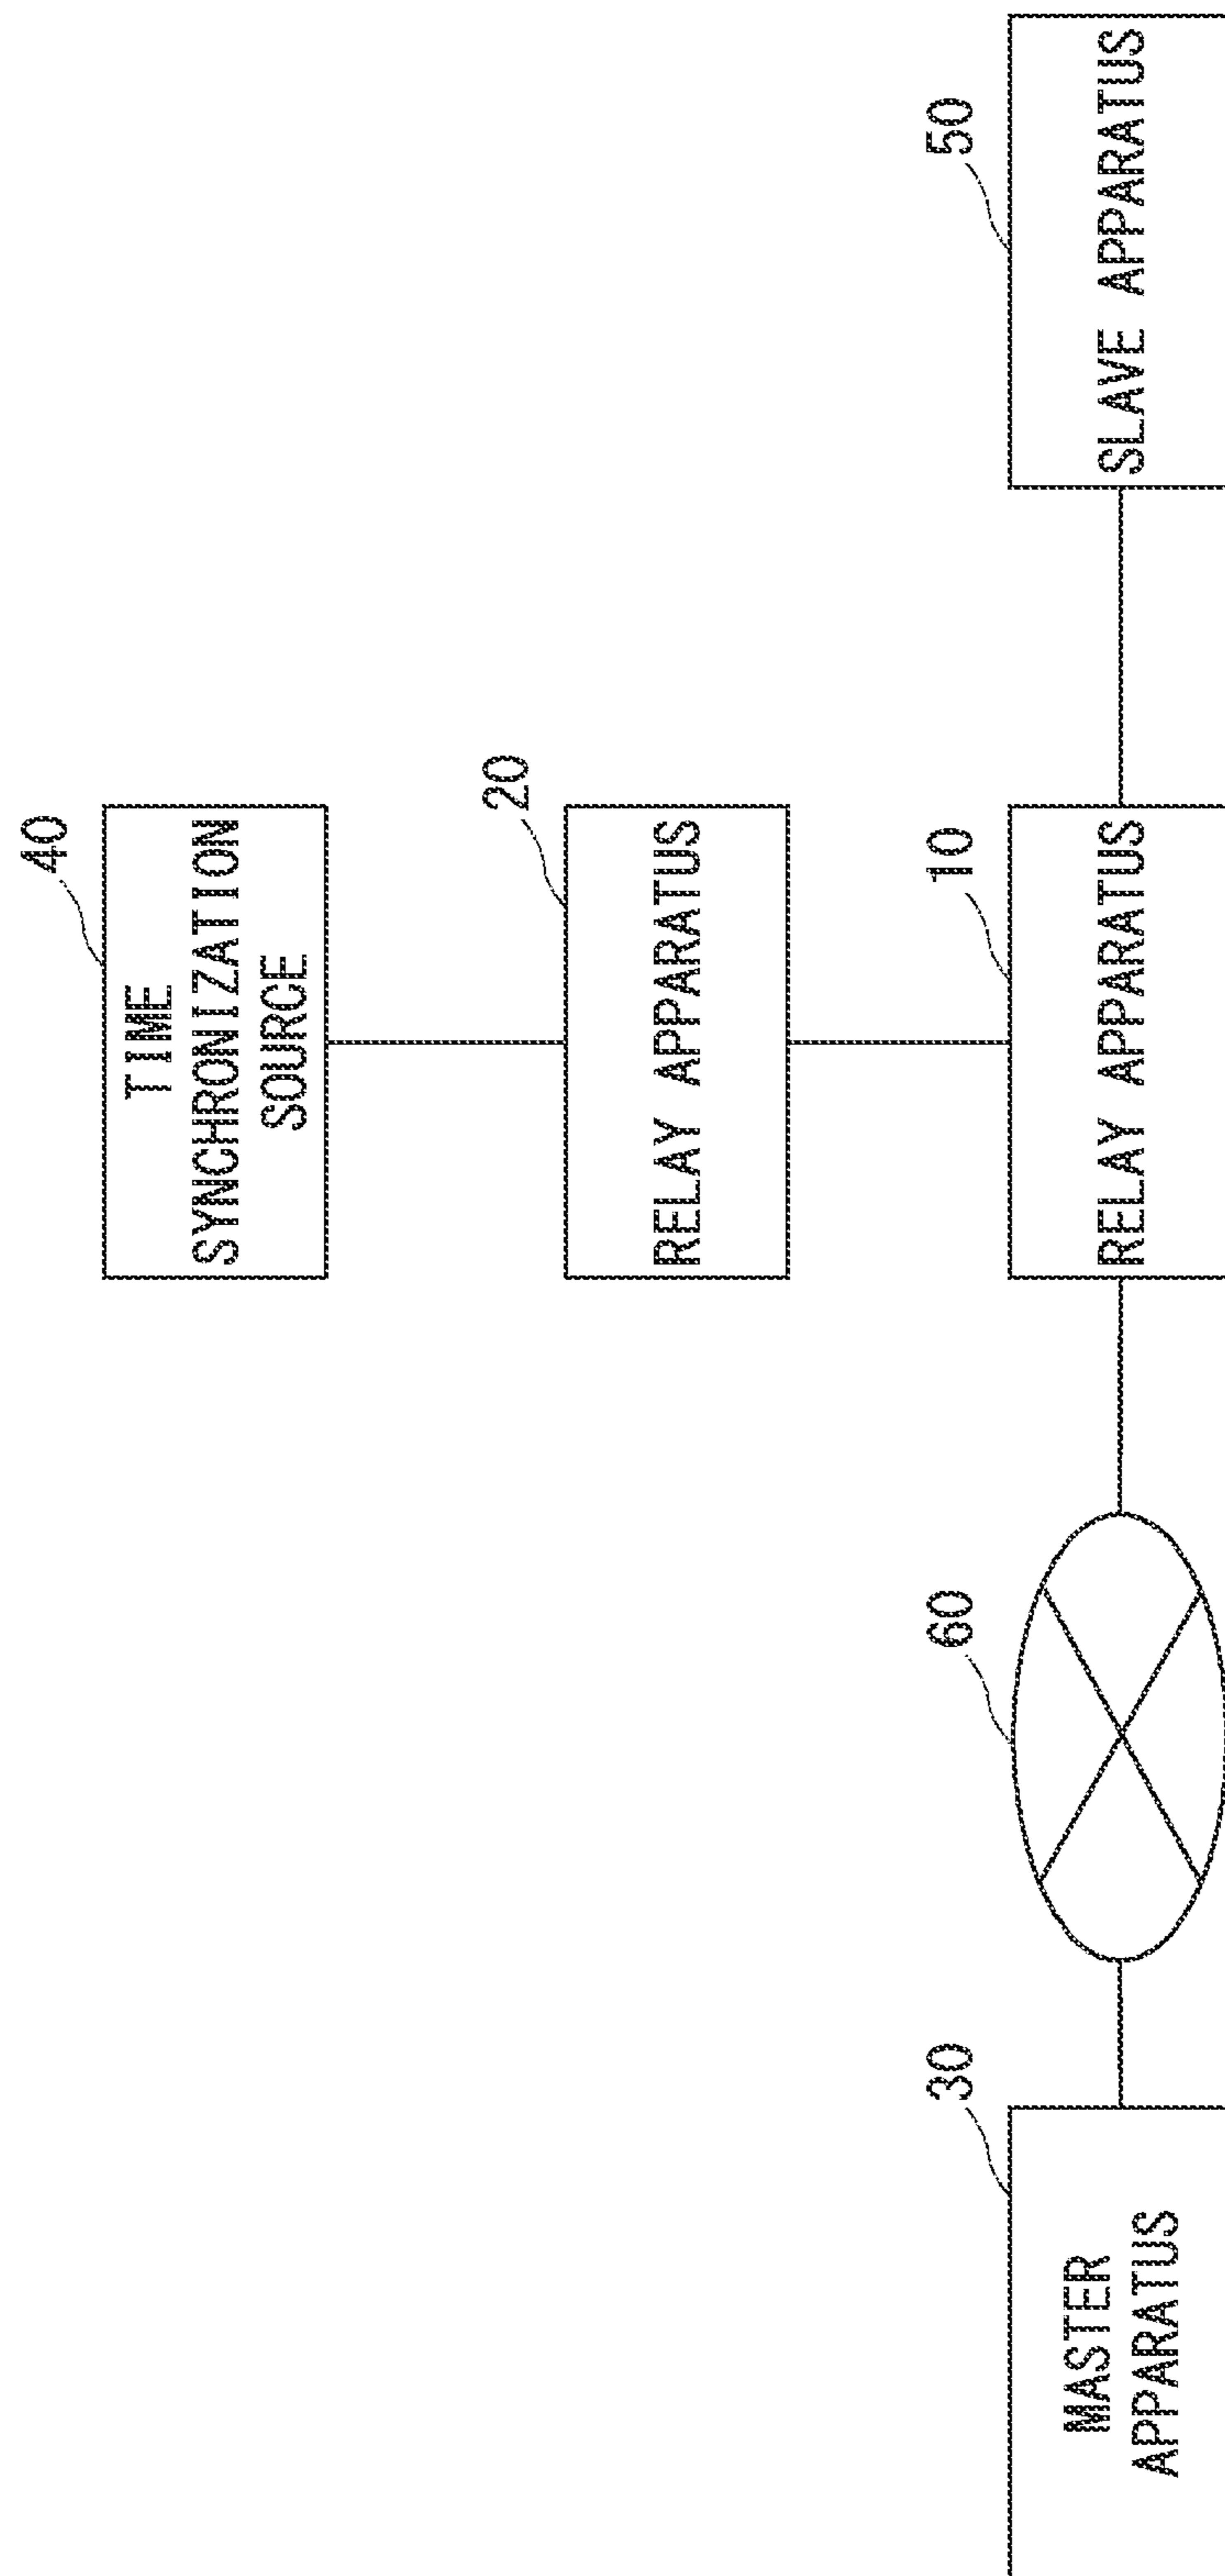 40
TIME
SYNCHRONIZATION
SOURCE
20
RELAY APPARATUS
30
MASTER
APPARATUS
60
10
RELAY APPARATUS
50
SLAVE APPARATUS